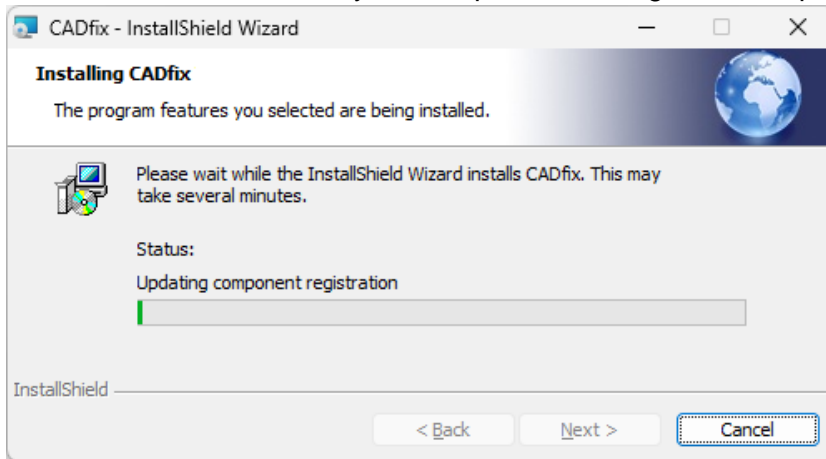 CADfix - InstallShield Wizard
Installing CADfix
The program features you selected are being installed.
Please wait while the InstallShield Wizard installs CADfix. This may
take several minutes.
Status:
Updating component registration
InstallShield
< Back Next > Cancel